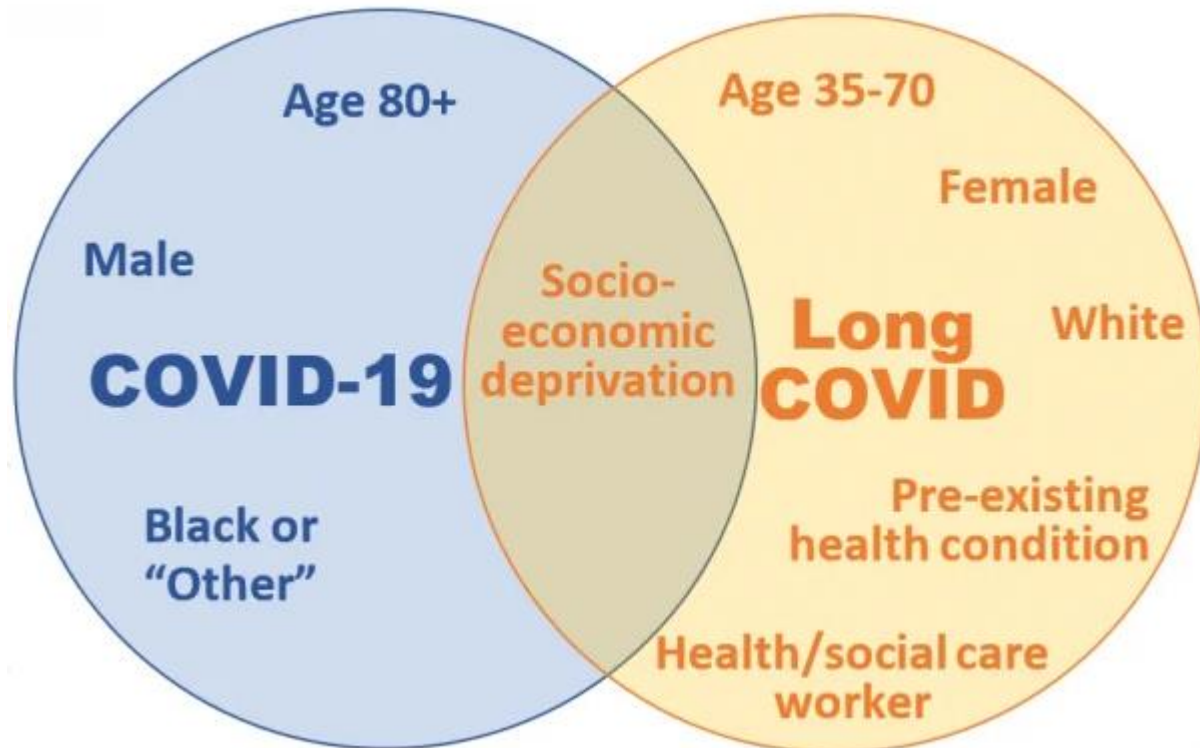 Age 80+
Male
COVID-19
Black or
“Other”
Socio-
economic
deprivation
Age 35-70
Female
White
Long
COVID
Pre-existing
health condition
Health/social care
worker